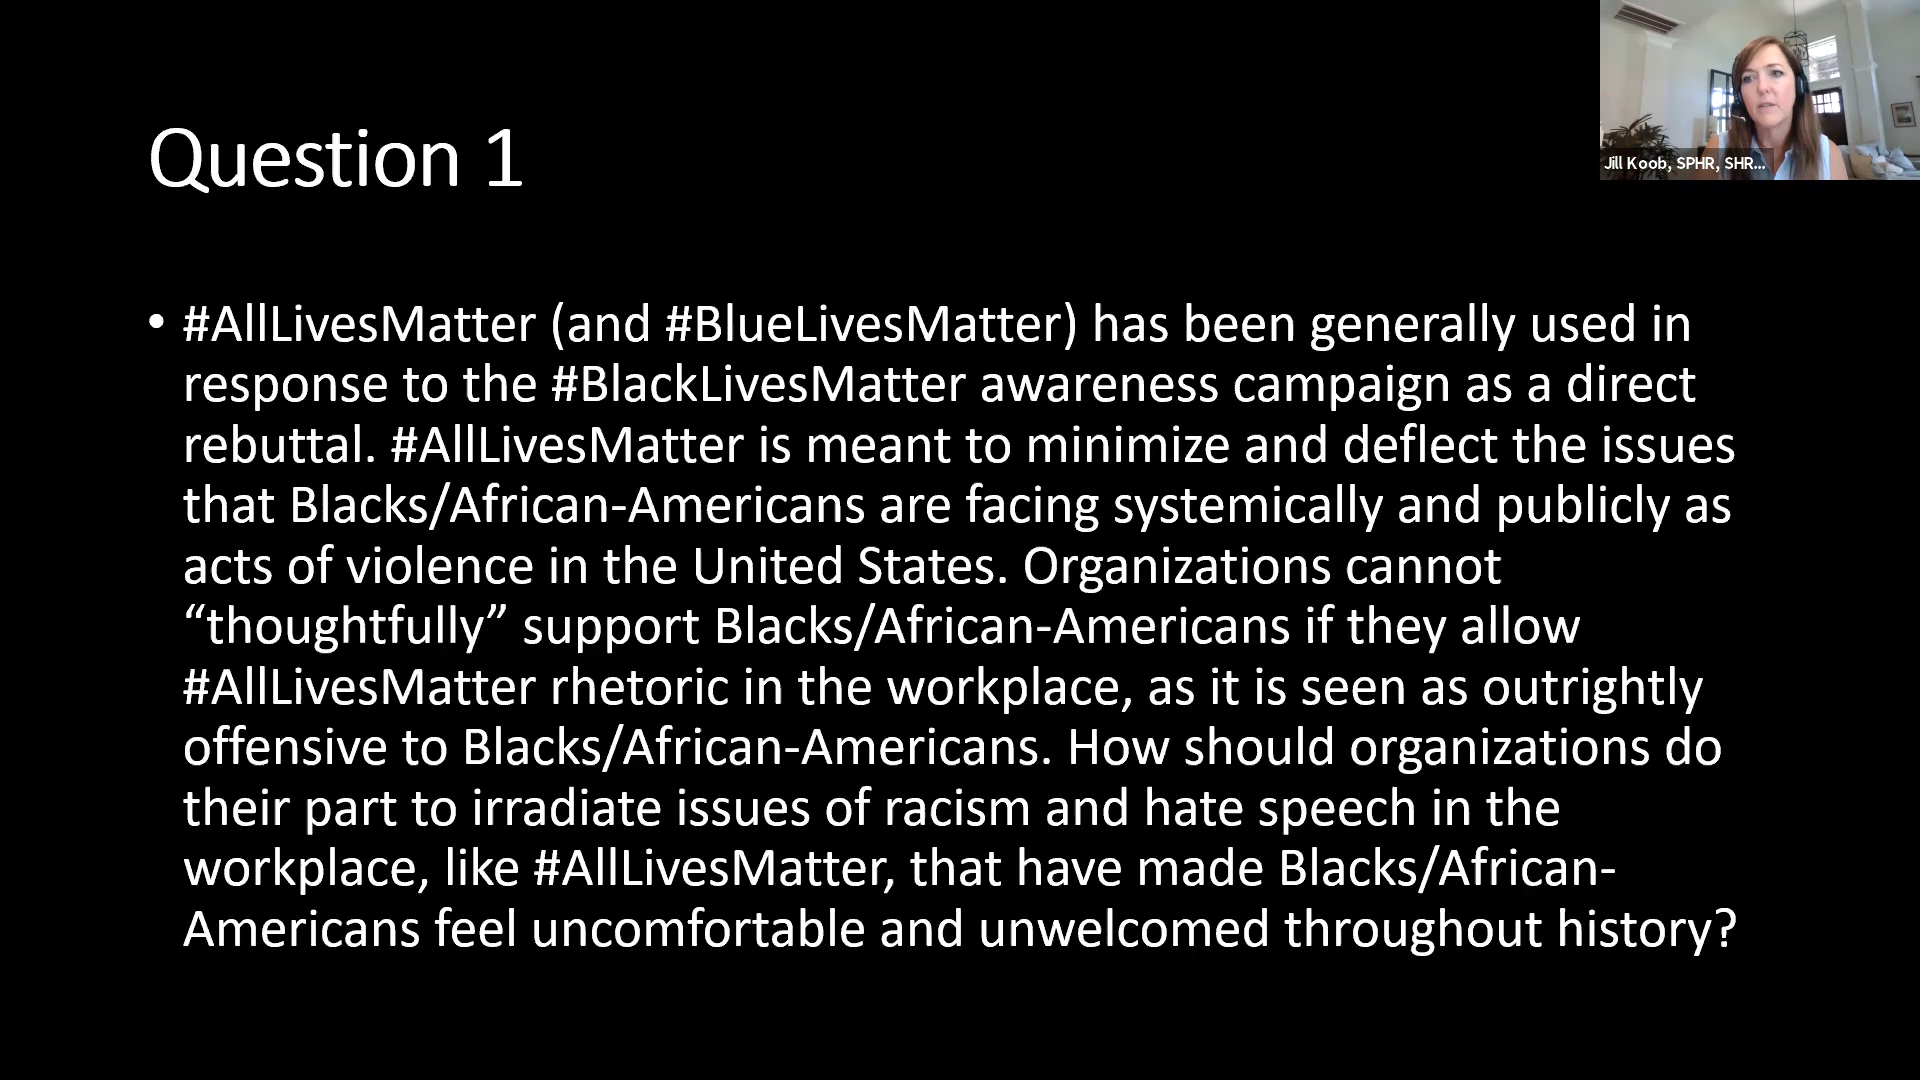 Question 1
Jill Koob, SPHR, SHR...
• #AllLivesMatter (and #BlueLivesMatter) has been generally used in
response to the #BlackLivesMatter awareness campaign as a direct
rebuttal. #AllLivesMatter is meant to minimize and deflect the issues
that Blacks/African-Americans are facing systemically and publicly as
acts of violence in the United States. Organizations cannot
“thoughtfully” support Blacks/African-Americans if they allow
#AllLivesMatter rhetoric in the workplace, as it is seen as outrightly
offensive to Blacks/African-Americans. How should organizations do
their part to irradiate issues of racism and hate speech in the
workplace, like #AllLivesMatter, that have made Blacks/African-
Americans feel uncomfortable and unwelcomed throughout history?